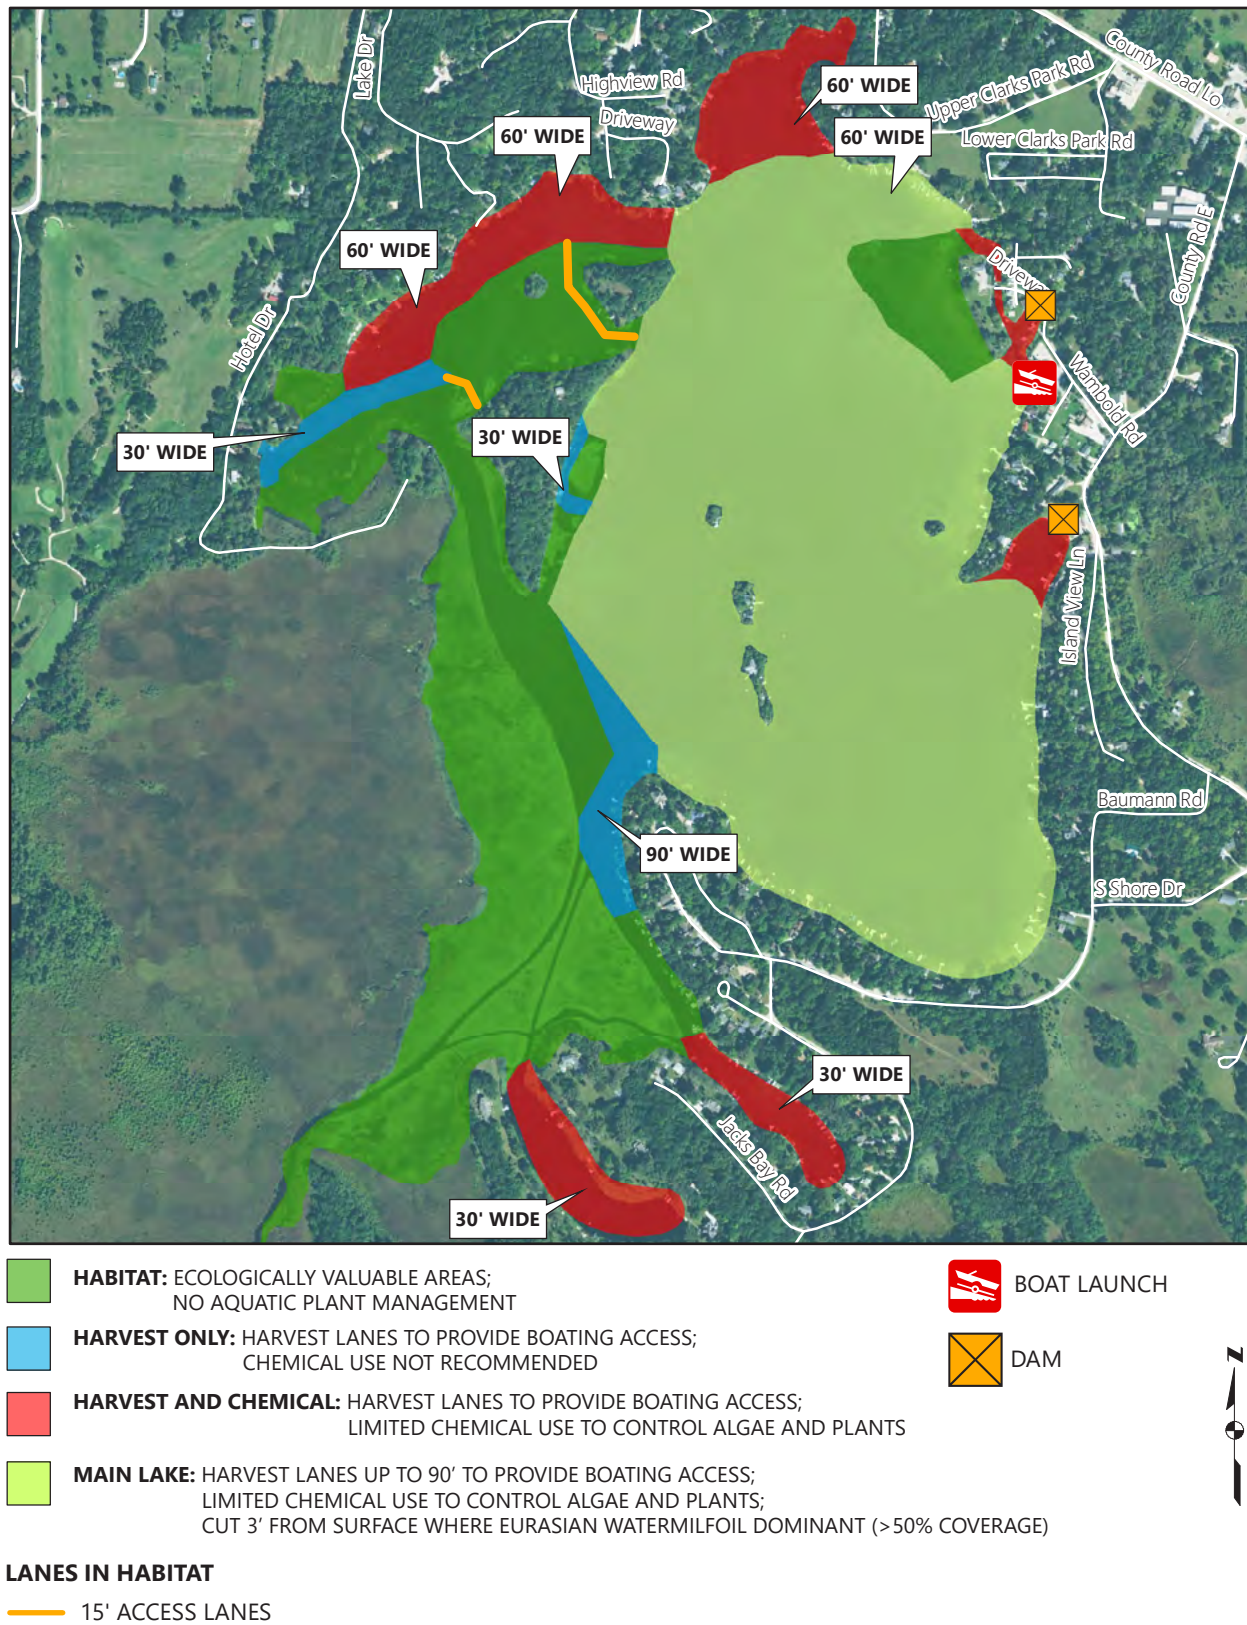 Lake Dr
Highview Rd
Driveway
60' WIDE
60' WIDE
60' WIDE
Upper Clarks Park Rd
County Road Lo
Lower Clarks Park Rd
60' WIDE
County Rd E
Drivewa
Hotel Dr
Wambold Rd
30' WIDE
30' WIDE
Island View Ln
Baumann Rd
90' WIDE
S Shore Dr
30' WIDE
Jacks Bay Rd
30' WIDE
HABITAT: ECOLOGICALLY VALUABLE AREAS;
NO AQUATIC PLANT MANAGEMENT
HARVEST ONLY: HARVEST LANES TO PROVIDE BOATING ACCESS;
CHEMICAL USE NOT RECOMMENDED
HARVEST AND CHEMICAL: HARVEST LANES TO PROVIDE BOATING ACCESS;
LIMITED CHEMICAL USE TO CONTROL ALGAE AND PLANTS
MAIN LAKE: HARVEST LANES UP TO 90’ TO PROVIDE BOATING ACCESS;
LIMITED CHEMICAL USE TO CONTROL ALGAE AND PLANTS;
CUT 3’ FROM SURFACE WHERE EURASIAN WATERMILFOIL DOMINANT (>50% COVERAGE)
BOAT LAUNCH
DAM
Z
LANES IN HABITAT
15' ACCESS LANES